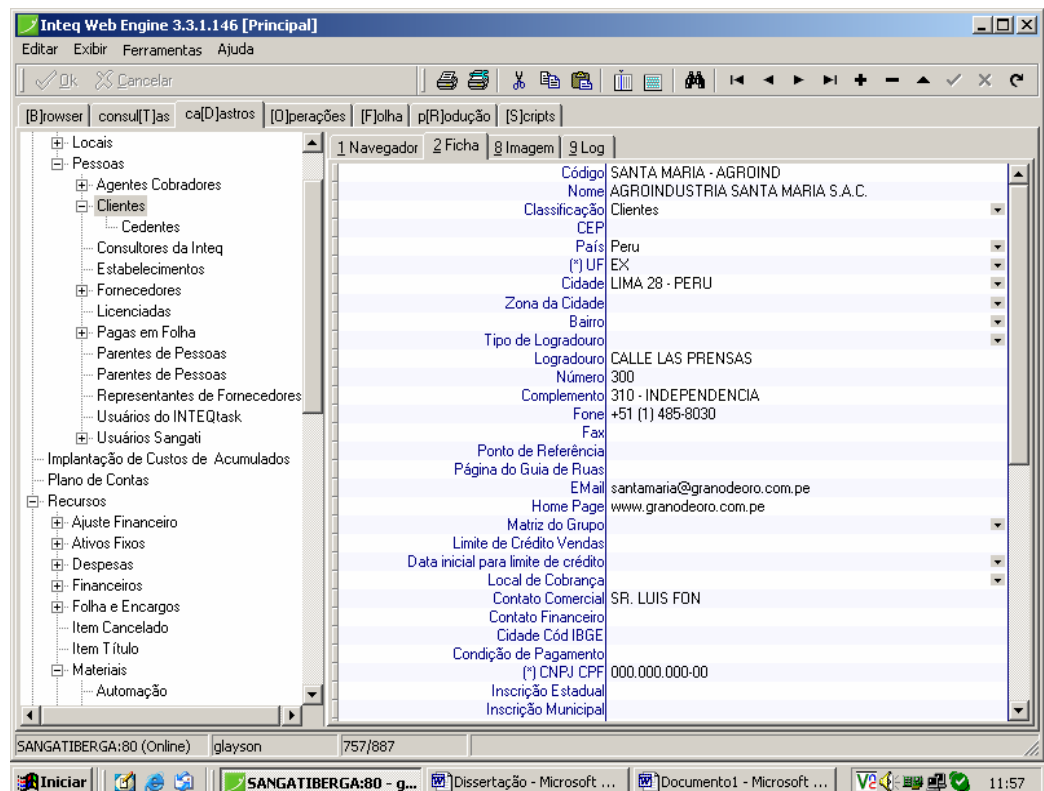 Inteq Web Engine 3.3.1.146 [Principal]
Editar Exibir Ferramentas Ajuda
Ok Cancelar
[B]rowser consul[T]as ca[D]astros [O]perações [F]olha p[R]odução [S]cripts
Locais
Pessoas
Agentes Cobradores
Clientes
Cedentes
Consultores da Inteq
Estabelecimentos
Fornecedores
Licenciadas
Pagas em Folha
Parentes de Pessoas
Parentes de Pessoas
Representantes de Fornecedores
Usuários do INTEQtask
Usuários Sangati
Implantação de Custos de Acumulados
Plano de Contas
Recursos
Ajuste Financeiro
Ativos Fixos
Despesas
Financeiros
Folha e Encargos
Item Cancelado
Item Título
Materiais
Automação
1 Navegador 2 Ficha 8 Imagem 9 Log
Código SANTA MARIA - AGROIND
Nome AGROINDUSTRIA SANTA MARIA S.A.C.
Classificação Clientes
CEP
País Peru
(*) UF EX
Cidade LIMA 28 - PERU
Zona da Cidade
Bairro
Tipo de Logradouro
Logradouro CALLE LAS PRENSAS
Número 300
Complemento 310 - INDEPENDENCIA
Fone +51 (1) 485-8030
Fax
Ponto de Referência
Página do Guia de Ruas
EMail santamaria@granodeoro.com.pe
Home Page www.granodeoro.com.pe
Matriz do Grupo
Limite de Crédito Vendas
Data inicial para limite de crédito
Local de Cobrança
Contato Comercial SR. LUIS FON
Contato Financeiro
Cidade Cód IBGE
Condição de Pagamento
(*) CNPJ CPF 000.000.000-00
Inscrição Estadual
Inscrição Municipal
SANGATIBERGA:80 (Online) glayson 757/887
Iniciar SANGATIBERGA:80 - g... Dissertação - Microsoft ... Documento1 - Microsoft ... 11:57